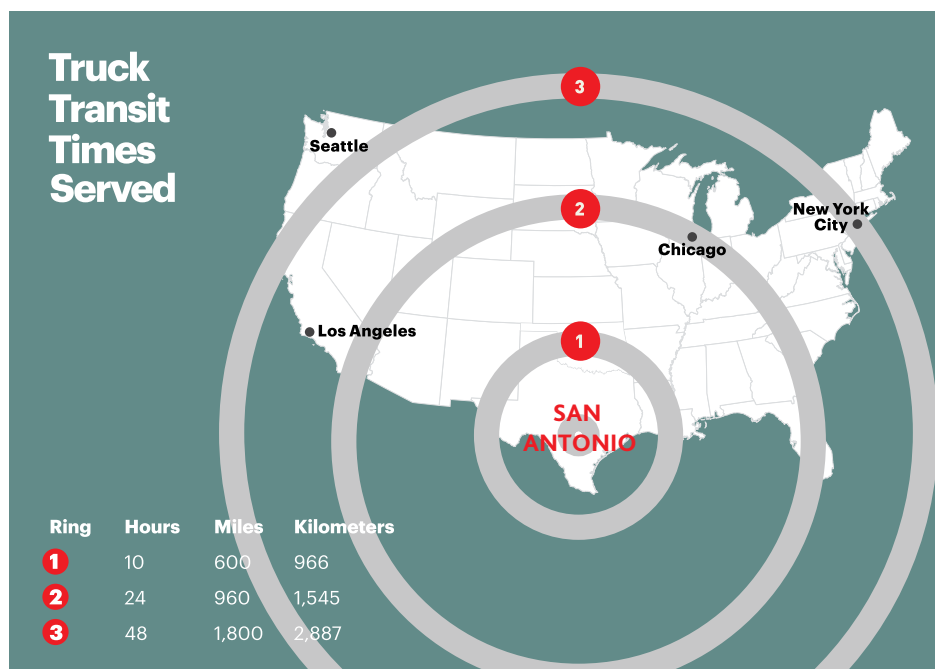 Truck
Transit
Times
Served
3
Seattle
2
New York
City
Chicago
1
Los Angeles
SAN
ANTONIO
Ring Hours Miles Kilometers
1 10 600 966
2 24 960 1,545
3 48 1,800 2,887